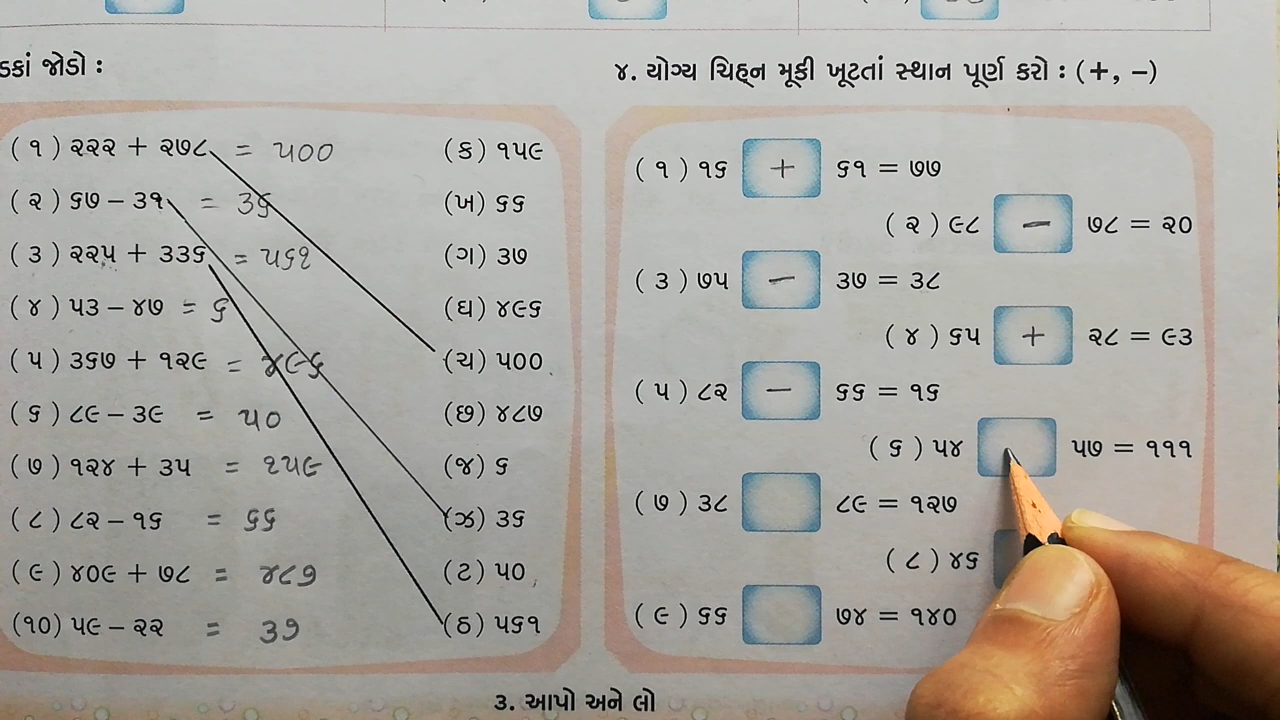 ડકાં જોડો :
(૧) ૨૨૨ + ૨૭૮ = ૫૦૦
(૨) ૬૭ – ૩૧ = ૩૬
(૩) ૨૨૫ + ૩૩૬ = ૫૬૧
(૪) ૫૩ – ૪૭ = ૬
(૫) ૩૬૭ + ૧૨૯ = ૪૯૬
(૬) ૮૯ – ૩૯ = ૫૦
(૭) ૧૨૪ + ૩૫ = ૧૫૯
(૮) ૮૨ – ૧૬ = ૬૬
(૯) ૪૦૯ + ૭૮ = ૪૮૭
(૧૦) ૫૯ – ૨૨ = ૩૭
(ક) ૧૫૯
(ખ) ૬૬
(ગ) ૩૭
(ઘ) ૪૯૬
(ચ) ૫૦૦
(છ) ૪૮૭
(જ) ૬
(ઝ) ૩૬
(ટ) ૫૦
(ઠ) ૫૬૧
૪. યોગ્ય ચિહ્ન મૂકી ખૂટતાં સ્થાન પૂર્ણ કરો : (+, –)
(૧) ૧૬ + ૬૧ = ૭૭
(૨) ૯૮ – ૭૮ = ૨૦
(૩) ૭૫ – ૩૭ = ૩૮
(૪) ૬૫ + ૨૮ = ૯૩
(૫) ૮૨ – ૬૬ = ૧૬
(૬) ૫૪ ૫૭ = ૧૧૧
(૭) ૩૮ ૮૯ = ૧૨૭
(૮) ૪૬
(૯) ૬૬ ૭૪ = ૧૪૦
૩. આપો અને લો